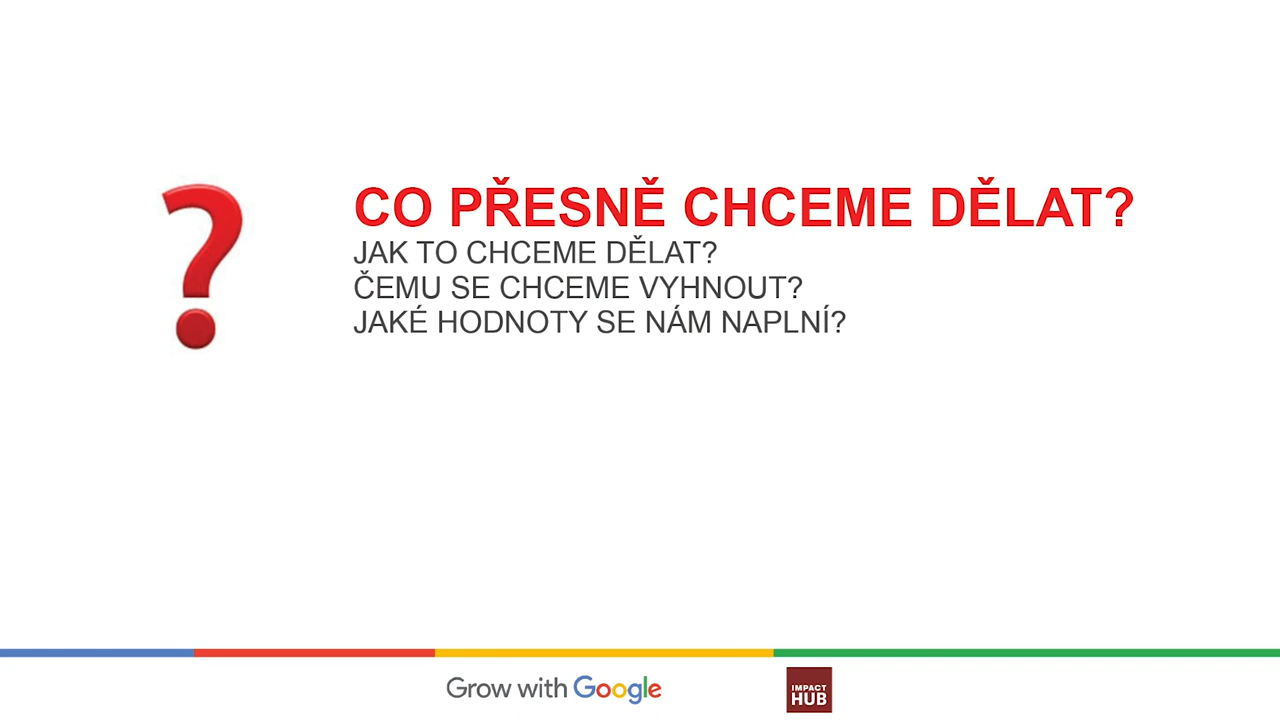 CO PŘESNĚ CHCEME DĚLAT?
JAK TO CHCEME DĚLAT?
ČEMU SE CHCEME VYHNOUT?
JAKÉ HODNOTY SE NÁM NAPLNÍ?
Grow with Google
IMPACT
HUB